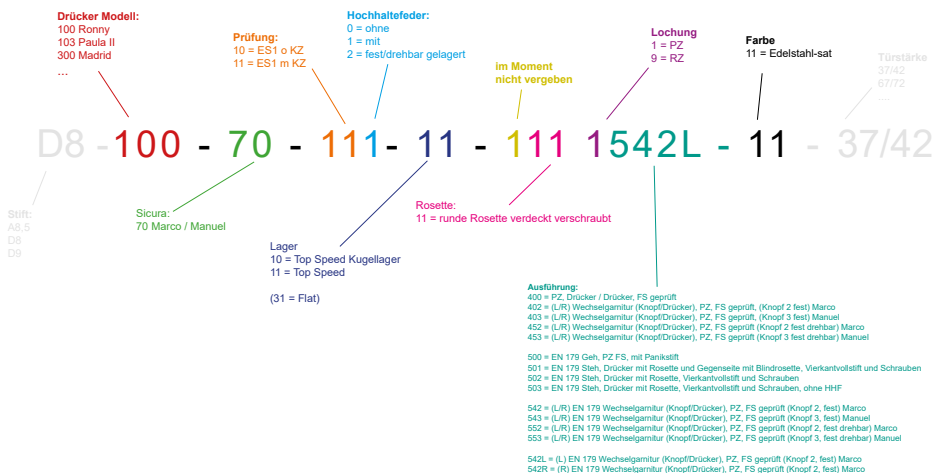 Drücker Modell:
100 Ronny
103 Paula II
300 Madrid
...
Prüfung:
10 = ES1 o KZ
11 = ES1 m KZ
Hochhaltefeder:
0 = ohne
1 = mit
2 = fest/drehbar gelagert
im Moment
nicht vergeben
Lochung
1 = PZ
9 = RZ
Farbe
11 = Edelstahl-sat
Türstärke
37/42
67/72
....
D8 - 100 - 70 - 111 - 11 - 111 1542L - 11 - 37/42
Stift:
A8,5
D8
D9
Sicura:
70 Marco / Manuel
Lager
10 = Top Speed Kugellager
11 = Top Speed
(31 = Flat)
Rosette:
11 = runde Rosette verdeckt verschraubt
Ausführung:
400 = PZ, Drücker / Drücker, FS geprüft
402 = (L/R) Wechselgarnitur (Knopf/Drücker), PZ, FS geprüft, (Knopf 2 fest) Marco
403 = (L/R) Wechselgarnitur (Knopf/Drücker), PZ, FS geprüft, (Knopf 3 fest) Manuel
452 = (L/R) Wechselgarnitur (Knopf/Drücker), PZ, FS geprüft (Knopf 2 fest drehbar) Marco
453 = (L/R) Wechselgarnitur (Knopf/Drücker), PZ, FS geprüft (Knopf 3 fest drehbar) Manuel
500 = EN 179 Geh, PZ FS, mit Panikstift
501 = EN 179 Steh, Drücker mit Rosette und Gegenseite mit Blindrosette, Vierkantvollstift und Schrauben
502 = EN 179 Steh, Drücker mit Rosette, Vierkantvollstift und Schrauben
503 = EN 179 Steh, Drücker mit Rosette, Vierkantvollstift und Schrauben, ohne HHF
542 = (L/R) EN 179 Wechselgarnitur (Knopf/Drücker), PZ, FS geprüft (Knopf 2, fest) Marco
543 = (L/R) EN 179 Wechselgarnitur (Knopf/Drücker), PZ, FS geprüft (Knopf 3, fest) Manuel
552 = (L/R) EN 179 Wechselgarnitur (Knopf/Drücker), PZ, FS geprüft (Knopf 2, fest drehbar) Marco
553 = (L/R) EN 179 Wechselgarnitur (Knopf/Drücker), PZ, FS geprüft (Knopf 3, fest drehbar) Manuel
542L = (L) EN 179 Wechselgarnitur (Knopf/Drücker), PZ, FS geprüft (Knopf 2, fest) Marco
542R = (R) EN 179 Wechselgarnitur (Knopf/Drücker), PZ, FS geprüft (Knopf 2, fest) Marco